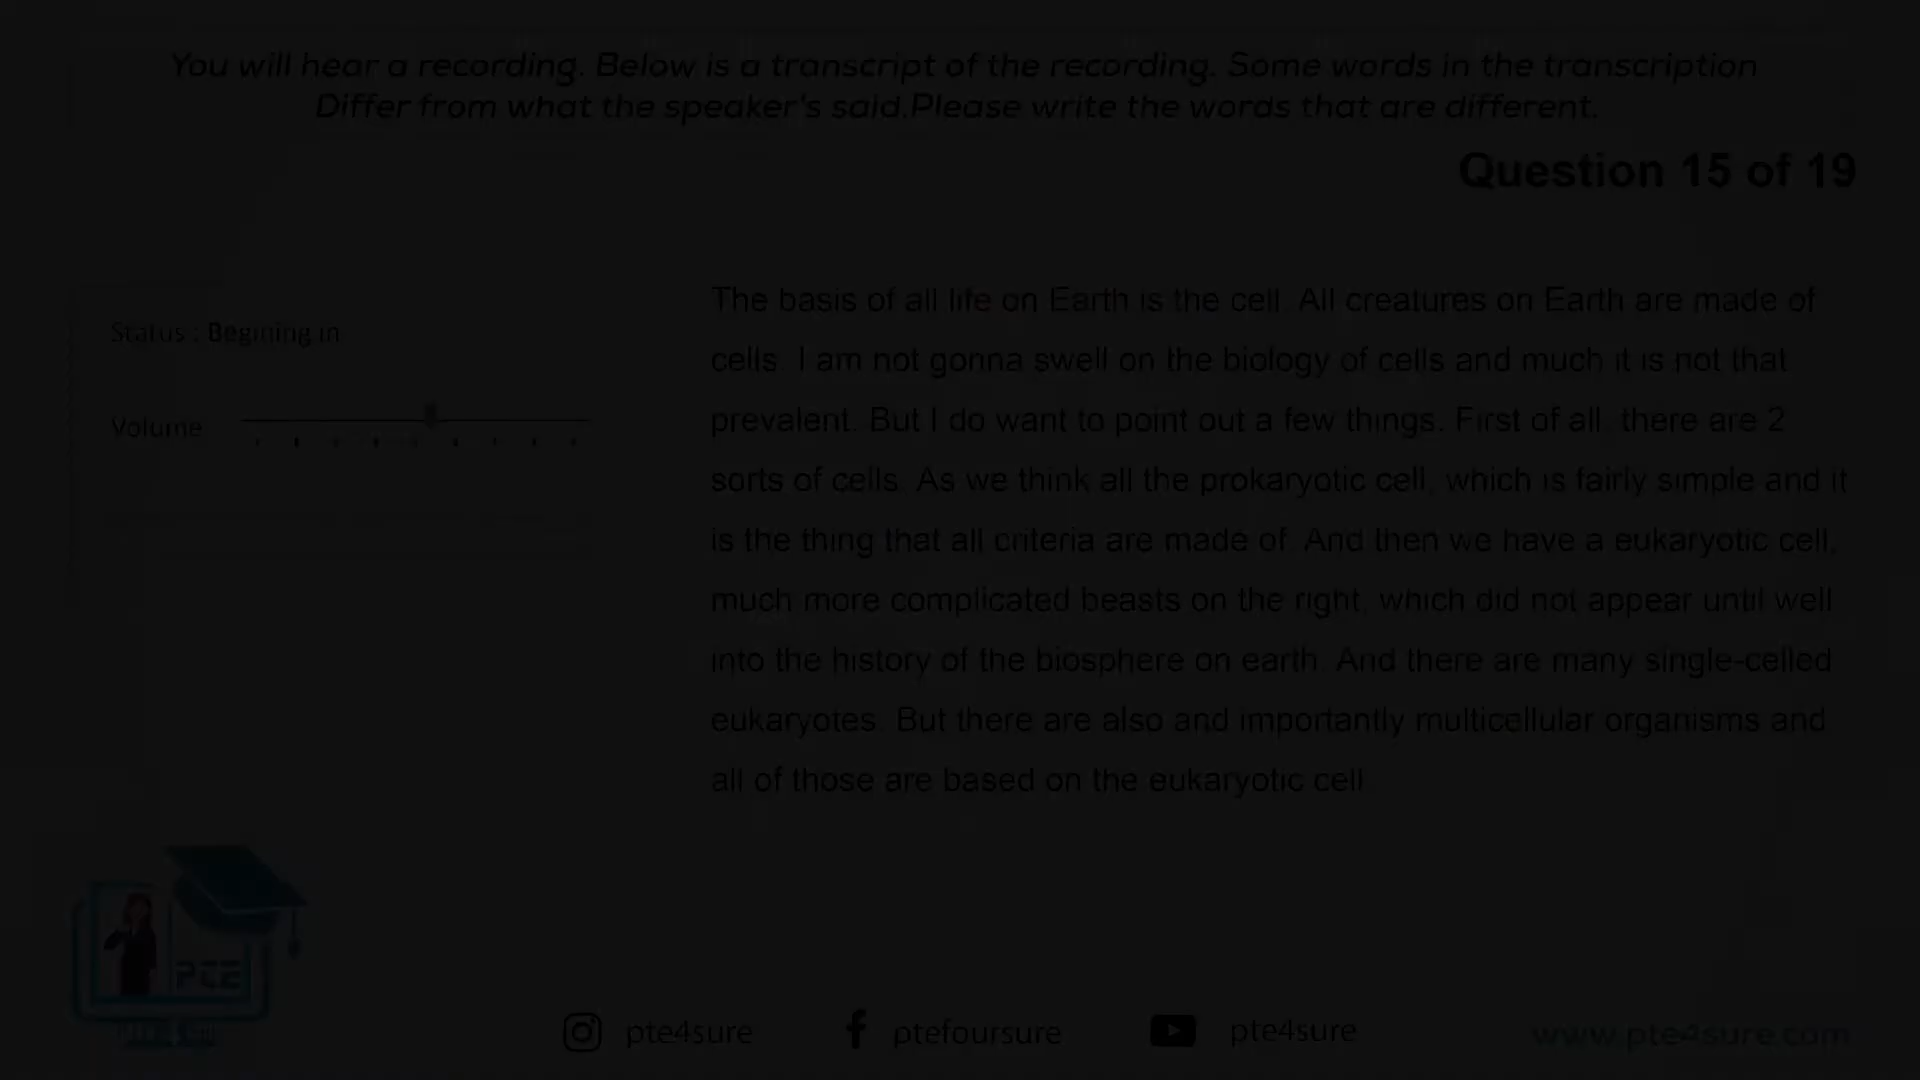 You will hear a recording. Below is a transcript of the recording. Some words in the transcription
Differ from what the speaker's said.Please write the words that are different.
Question 15 of 19
Status : Begining in
Volume
The basis of all life on Earth is the cell. All creatures on Earth are made of
cells. I am not gonna swell on the biology of cells and much it is not that
prevalent. But I do want to point out a few things. First of all, there are 2
sorts of cells. As we think all the prokaryotic cell, which is fairly simple and it
is the thing that all criteria are made of. And then we have a eukaryotic cell,
much more complicated beasts on the right, which did not appear until well
into the history of the biosphere on earth. And there are many single-celled
eukaryotes. But there are also and importantly multicellular organisms and
all of those are based on the eukaryotic cell.
PTE
pte4sure
ptefoursure
pte4sure
www.pte4sure.com